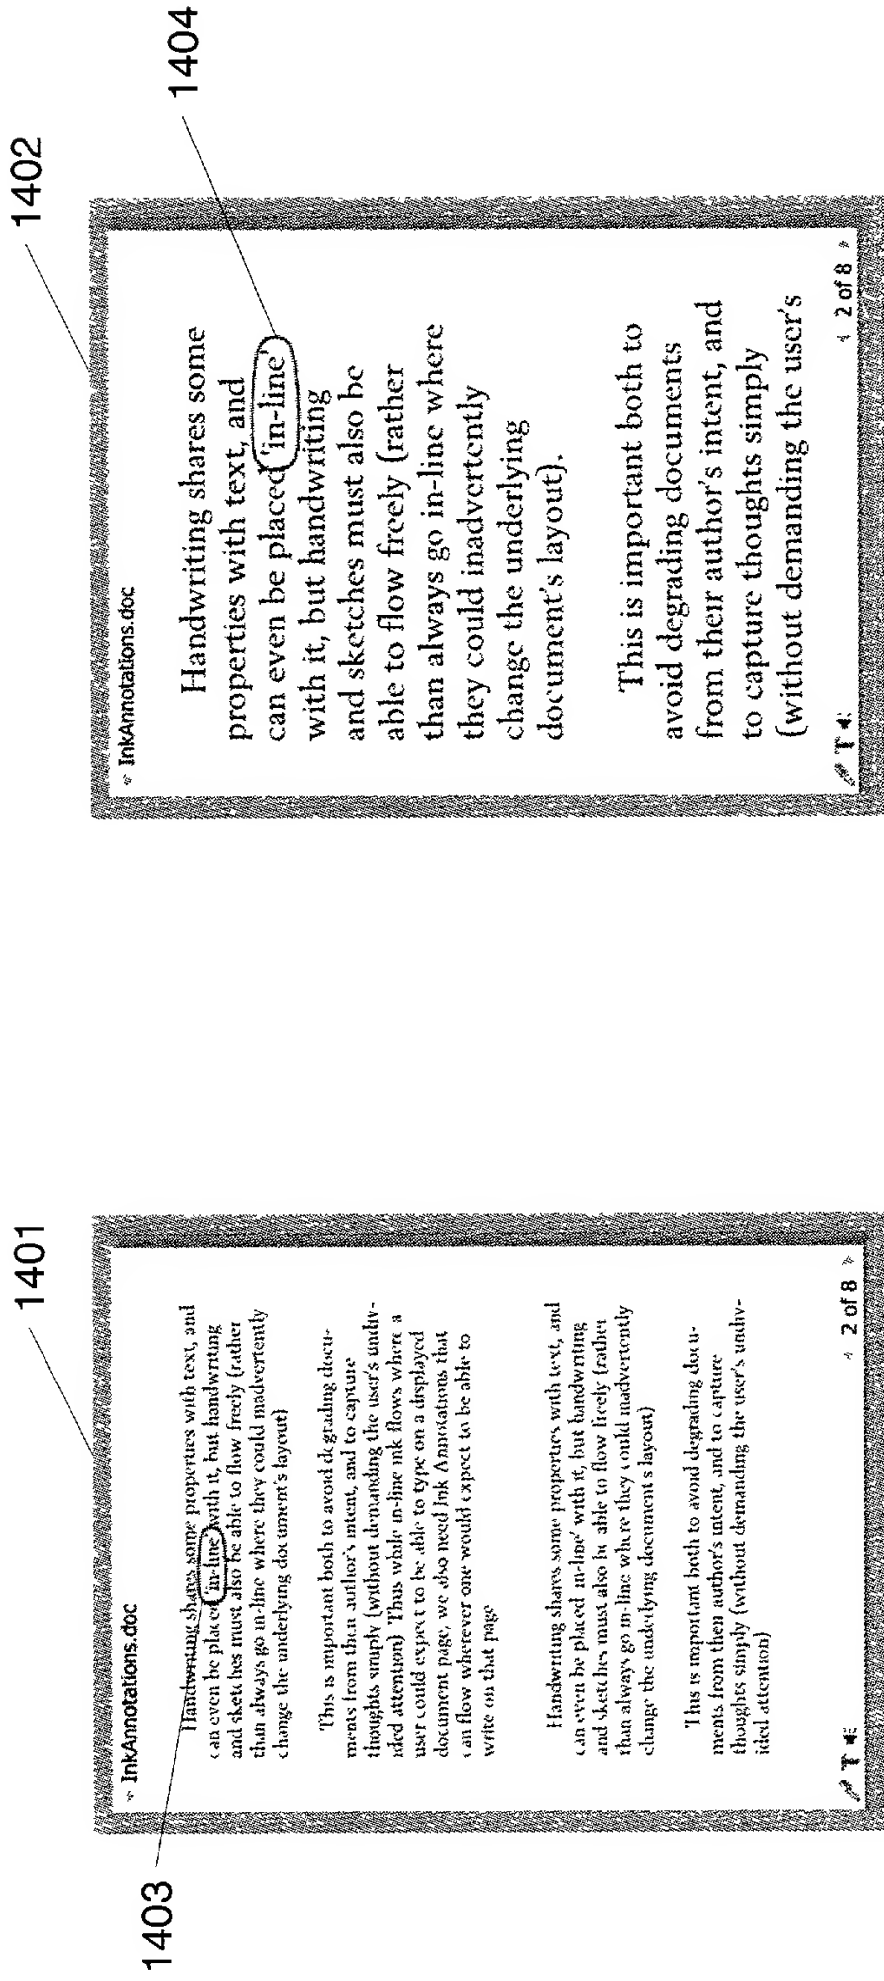 1401
InkAnnotations.doc
Handwriting shares some properties with text, and
can even be placed 'in-line' with it, but handwriting
and sketches must also be able to flow freely (rather
than always go in-line where they could inadvertently
change the underlying document's layout)
This is important both to avoid degrading docu-
ments from their author's intent, and to capture
thoughts simply (without demanding the user's undiv-
ided attention) Thus while in-line ink flows where a
user could expect to be able to type on a displayed
document page, we also need Ink Annotations that
can flow wherever one would expect to be able to
write on that page
Handwriting shares some properties with text, and
can even be placed in-line' with it, but handwriting
and sketches must also be able to flow freely (rather
than always go in-line where they could inadvertently
change the underlying document s layout)
This is important both to avoid degrading docu-
ments from their author's intent, and to capture
thoughts simply (without demanding the user's undiv-
ided attention)
T
2 of 8
1403
1402
InkAnnotations.doc
Handwriting shares some
properties with text, and
can even be placed 'in-line'
with it, but handwriting
and sketches must also be
able to flow freely (rather
than always go in-line where
they could inadvertently
change the underlying
document's layout).
This is important both to
avoid degrading documents
from their author's intent, and
to capture thoughts simply
(without demanding the user's
T
2 of 8
1404